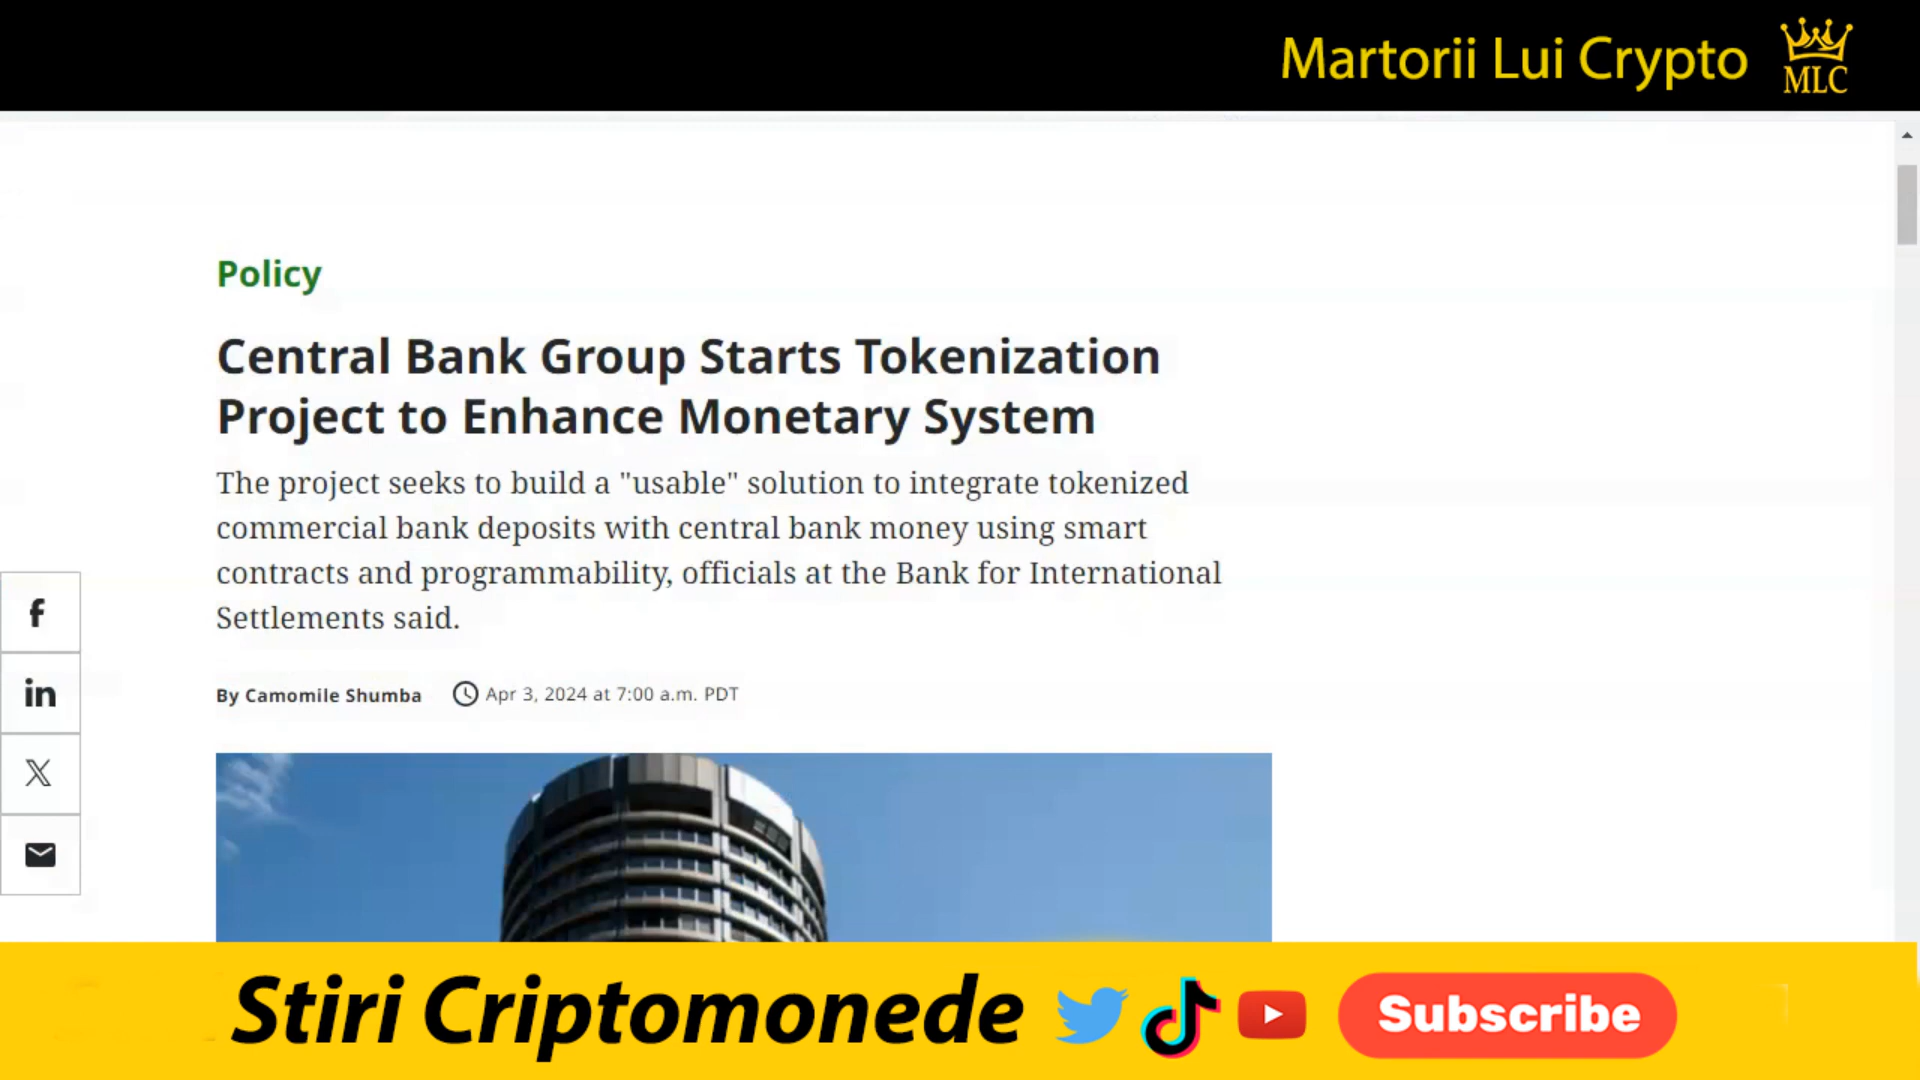 Martorii Lui Crypto
MLC
Policy
Central Bank Group Starts Tokenization
Project to Enhance Monetary System
The project seeks to build a "usable" solution to integrate tokenized
commercial bank deposits with central bank money using smart
contracts and programmability, officials at the Bank for International
Settlements said.
By Camomile Shumba Apr 3, 2024 at 7:00 a.m. PDT
Stiri Criptomonede Subscribe